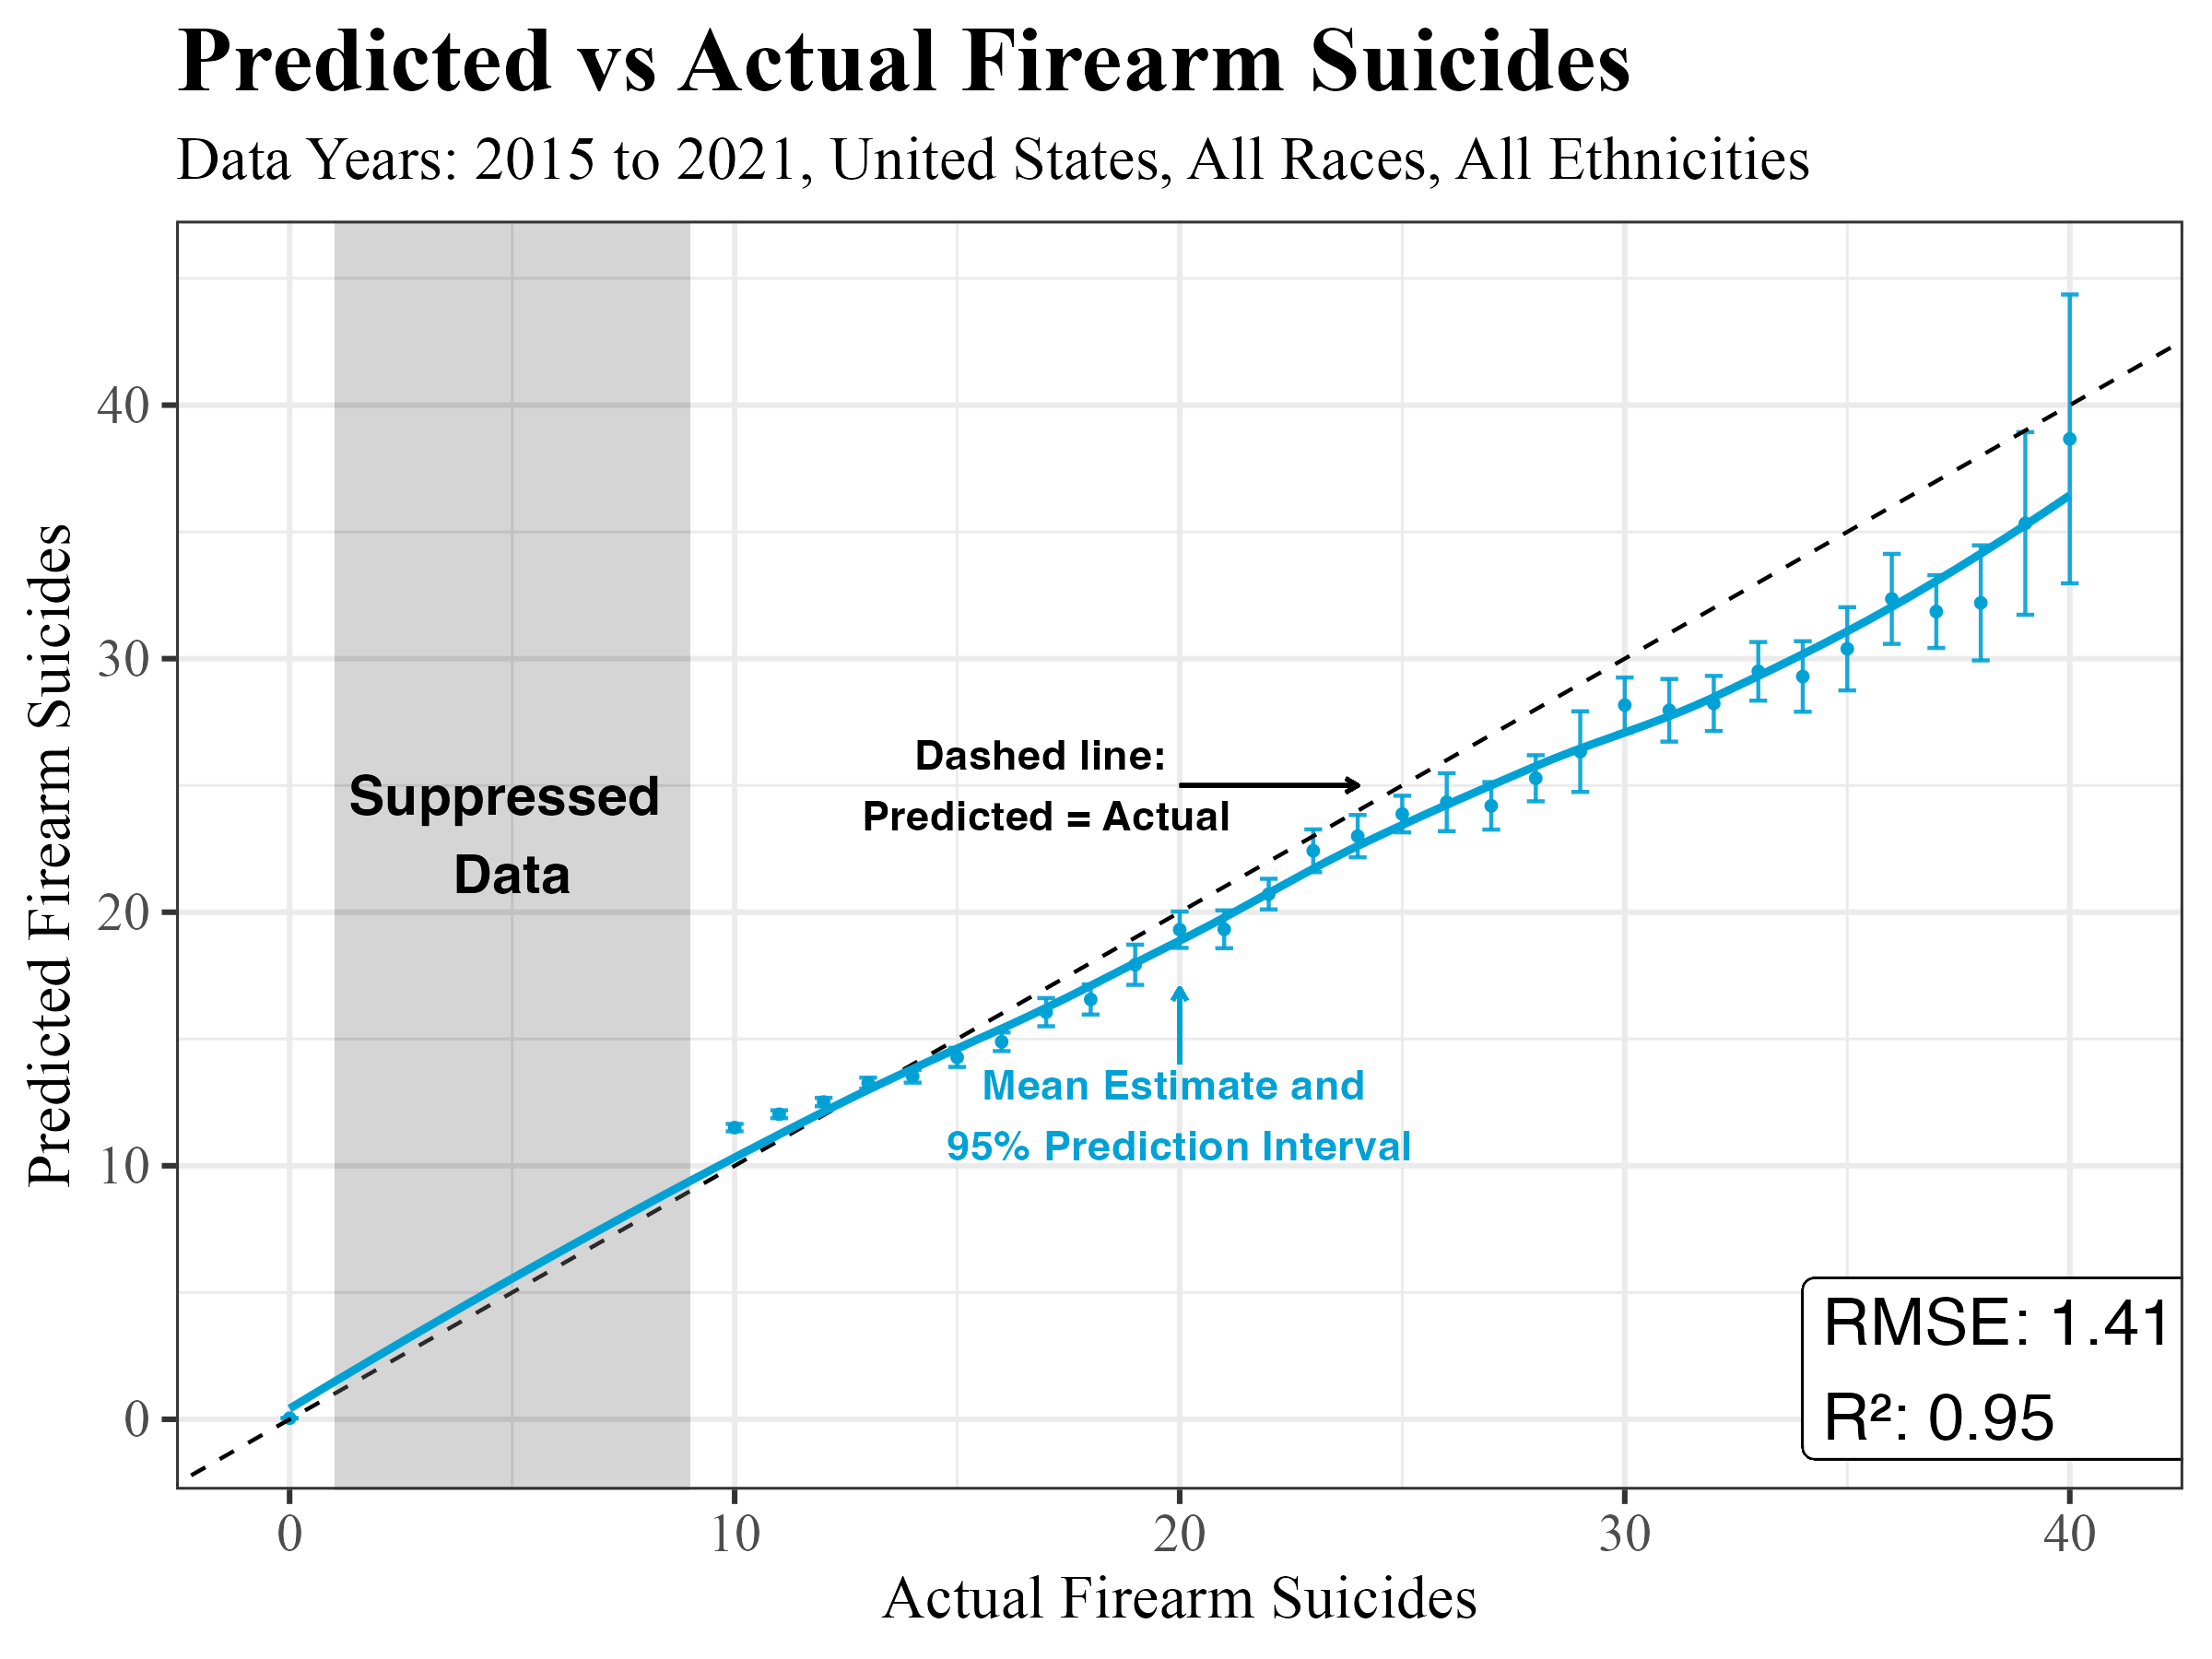 Predicted vs Actual Firearm Suicides
Data Years: 2015 to 2021, United States, All Races, All Ethnicities
Predicted Firearm Suicides
40
30
20
10
0
Suppressed
Data
Dashed line:
Predicted = Actual
Mean Estimate and
95% Prediction Interval
RMSE: 1.41
R²: 0.95
0 10 20 30 40
Actual Firearm Suicides